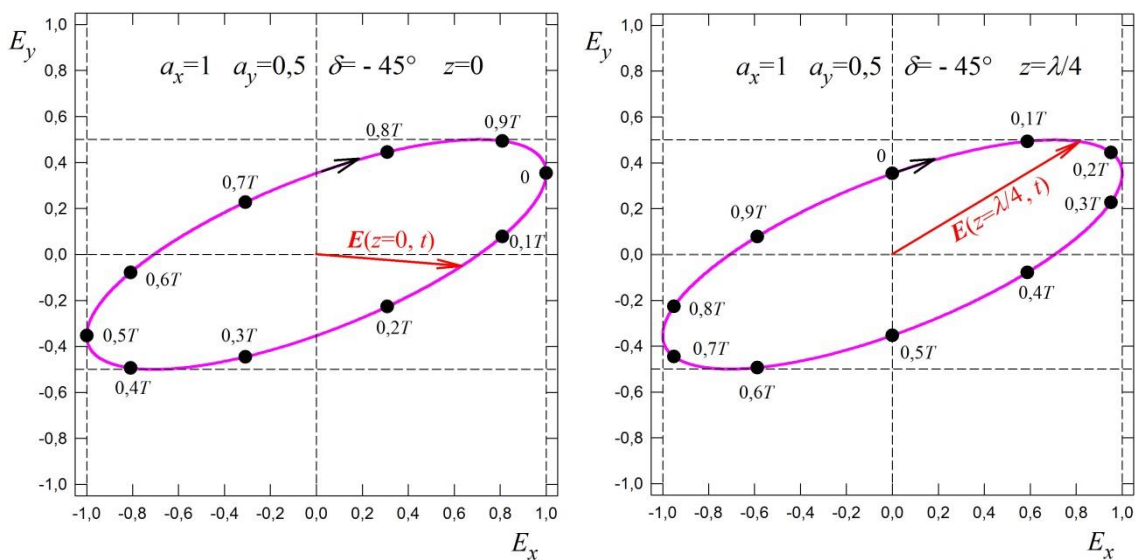 1,0
E_y
0,8
a_x=1 a_y=0,5 δ= - 45° z=0
0,6
0,8T
0,9T
0,4
0,7T
0
0,2
E(z=0, t)
0,1T
0,0
0,6T
-0,2
0,2T
0,5T
0,3T
-0,4
0,4T
-0,6
-0,8
-1,0
-1,0 -0,8 -0,6 -0,4 -0,2 0,0 0,2 0,4 0,6 0,8 1,0
E_x
1,0
E_y
0,8
a_x=1 a_y=0,5 δ= - 45° z=λ/4
0,6
0,1T
0
0,4
0,2T
0,9T
0,3T
0,2
E(z=λ/4, t)
0,0
0,4T
-0,2
0,8T
0,7T
0,5T
-0,4
0,6T
-0,6
-0,8
-1,0
-1,0 -0,8 -0,6 -0,4 -0,2 0,0 0,2 0,4 0,6 0,8 1,0
E_x